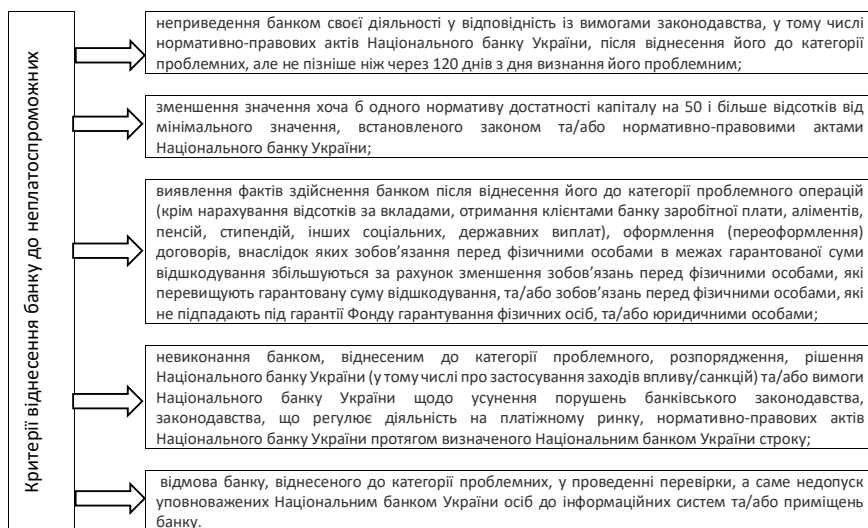 Критерії віднесення банку до неплатоспроможних
неприведення банком своєї діяльності у відповідність із вимогами законодавства, у тому числі
нормативно-правових актів Національного банку України, після віднесення його до категорії
проблемних, але не пізніше ніж через 120 днів з дня визнання його проблемним;
зменшення значення хоча б одного нормативу достатності капіталу на 50 і більше відсотків від
мінімального значення, встановленого законом та/або нормативно-правовими актами
Національного банку України;
виявлення фактів здійснення банком після віднесення його до категорії проблемного операцій
(крім нарахування відсотків за вкладами, отримання клієнтами банку заробітної плати, аліментів,
пенсій, стипендій, інших соціальних, державних виплат), оформлення (переоформлення)
договорів, внаслідок яких зобов’язання перед фізичними особами в межах гарантованої суми
відшкодування збільшуються за рахунок зменшення зобов’язань перед фізичними особами, які
перевищують гарантовану суму відшкодування, та/або зобов’язань перед фізичними особами, які
не підпадають під гарантії Фонду гарантування фізичних осіб, та/або юридичними особами;
невиконання банком, віднесеним до категорії проблемного, розпорядження, рішення
Національного банку України (у тому числі про застосування заходів впливу/санкцій) та/або вимоги
Національного банку України щодо усунення порушень банківського законодавства,
законодавства, що регулює діяльність на платіжному ринку, нормативно-правових актів
Національного банку України протягом визначеного Національним банком України строку;
відмова банку, віднесеного до категорії проблемних, у проведенні перевірки, а саме недопуск
уповноважених Національним банком України осіб до інформаційних систем та/або приміщень
банку.